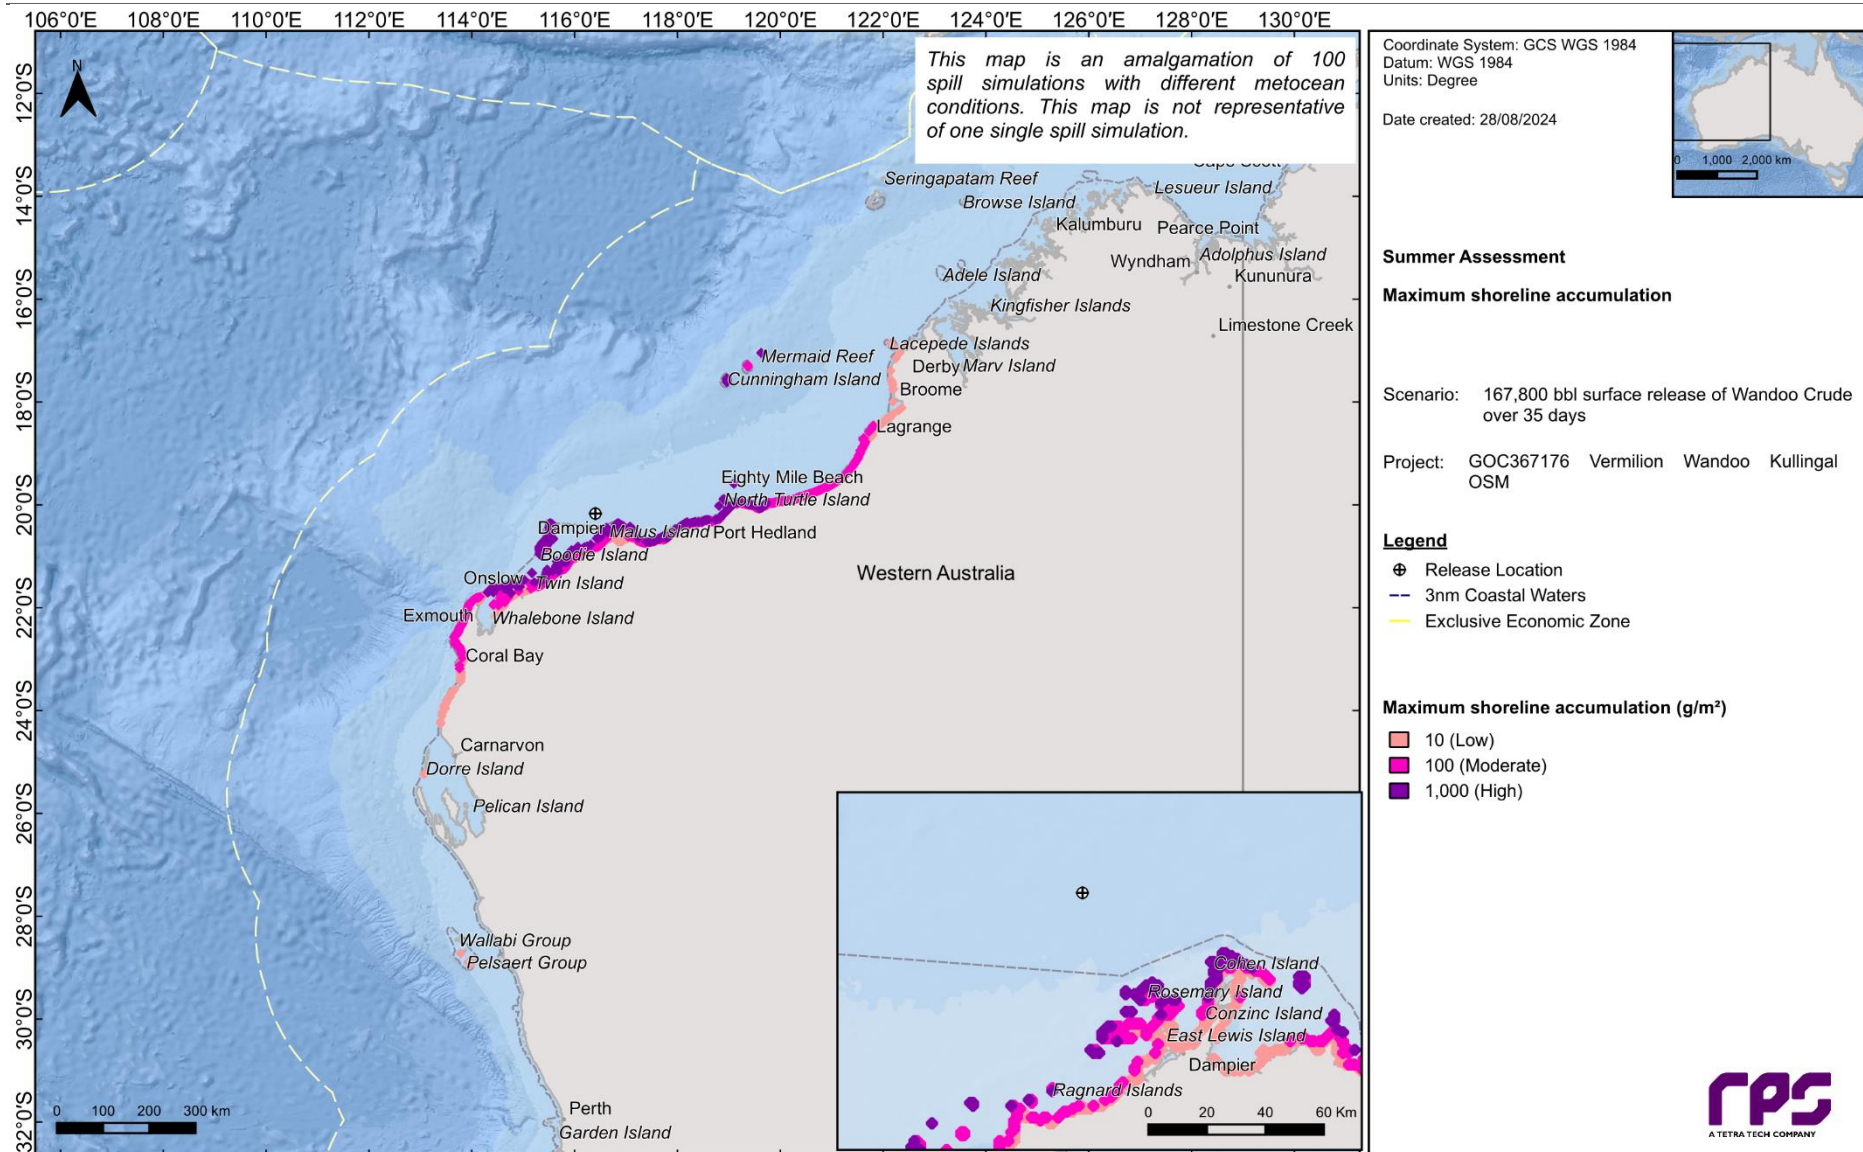 106°0'E 108°0'E 110°0'E 112°0'E 114°0'E 116°0'E 118°0'E 120°0'E 122°0'E 124°0'E 126°0'E 128°0'E 130°0'E
12°0'S
14°0'S
16°0'S
18°0'S
20°0'S
22°0'S
24°0'S
26°0'S
28°0'S
30°0'S
32°0'S
N
This map is an amalgamation of 100
spill simulations with different metocean
conditions. This map is not representative
of one single spill simulation.
Seringapatam Reef
Lesueur Island
Browse Island
Kalumburu
Pearce Point
Adolphus Island
Wyndham
Kununura
Adele Island
Kingfisher Islands
Limestone Creek
Lacepede Islands
Mermaid Reef
Derby
Marv Island
Cunningham Island
Broome
Lagrange
Eighty Mile Beach
North Turtle Island
Dampier
Malus Island
Port Hedland
Boodie Island
Western Australia
Onslow
Twin Island
Exmouth
Whalebone Island
Coral Bay
Carnarvon
Dorre Island
Pelican Island
Wallabi Group
Pelsaert Group
Perth
Garden Island
0 100 200 300 km
Cohen Island
Rosemary Island
Conzinc Island
East Lewis Island
Dampier
Ragnard Islands
0 20 40 60 Km
Coordinate System: GCS WGS 1984
Datum: WGS 1984
Units: Degree
Date created: 28/08/2024
0 1,000 2,000 km
Summer Assessment
Maximum shoreline accumulation
Scenario: 167,800 bbl surface release of Wandoo Crude
over 35 days
Project: GOC367176 Vermilion Wandoo Kullingal
OSM
Legend
Release Location
3nm Coastal Waters
Exclusive Economic Zone
Maximum shoreline accumulation (g/m²)
10 (Low)
100 (Moderate)
1,000 (High)
rps
A TETRA TECH COMPANY